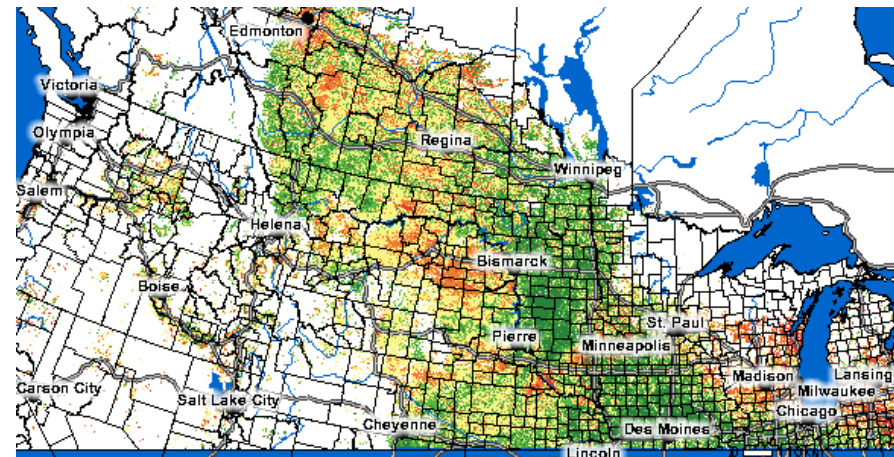 Edmonton
Victoria
Olympia
Regina
Winnipeg
Salem
Helena
Bismarck
Boise
St. Paul
Pierre
Minneapolis
Carson City
Madison
Lansing
Milwaukee
Salt Lake City
Chicago
Cheyenne
Des Moines
Lincoln